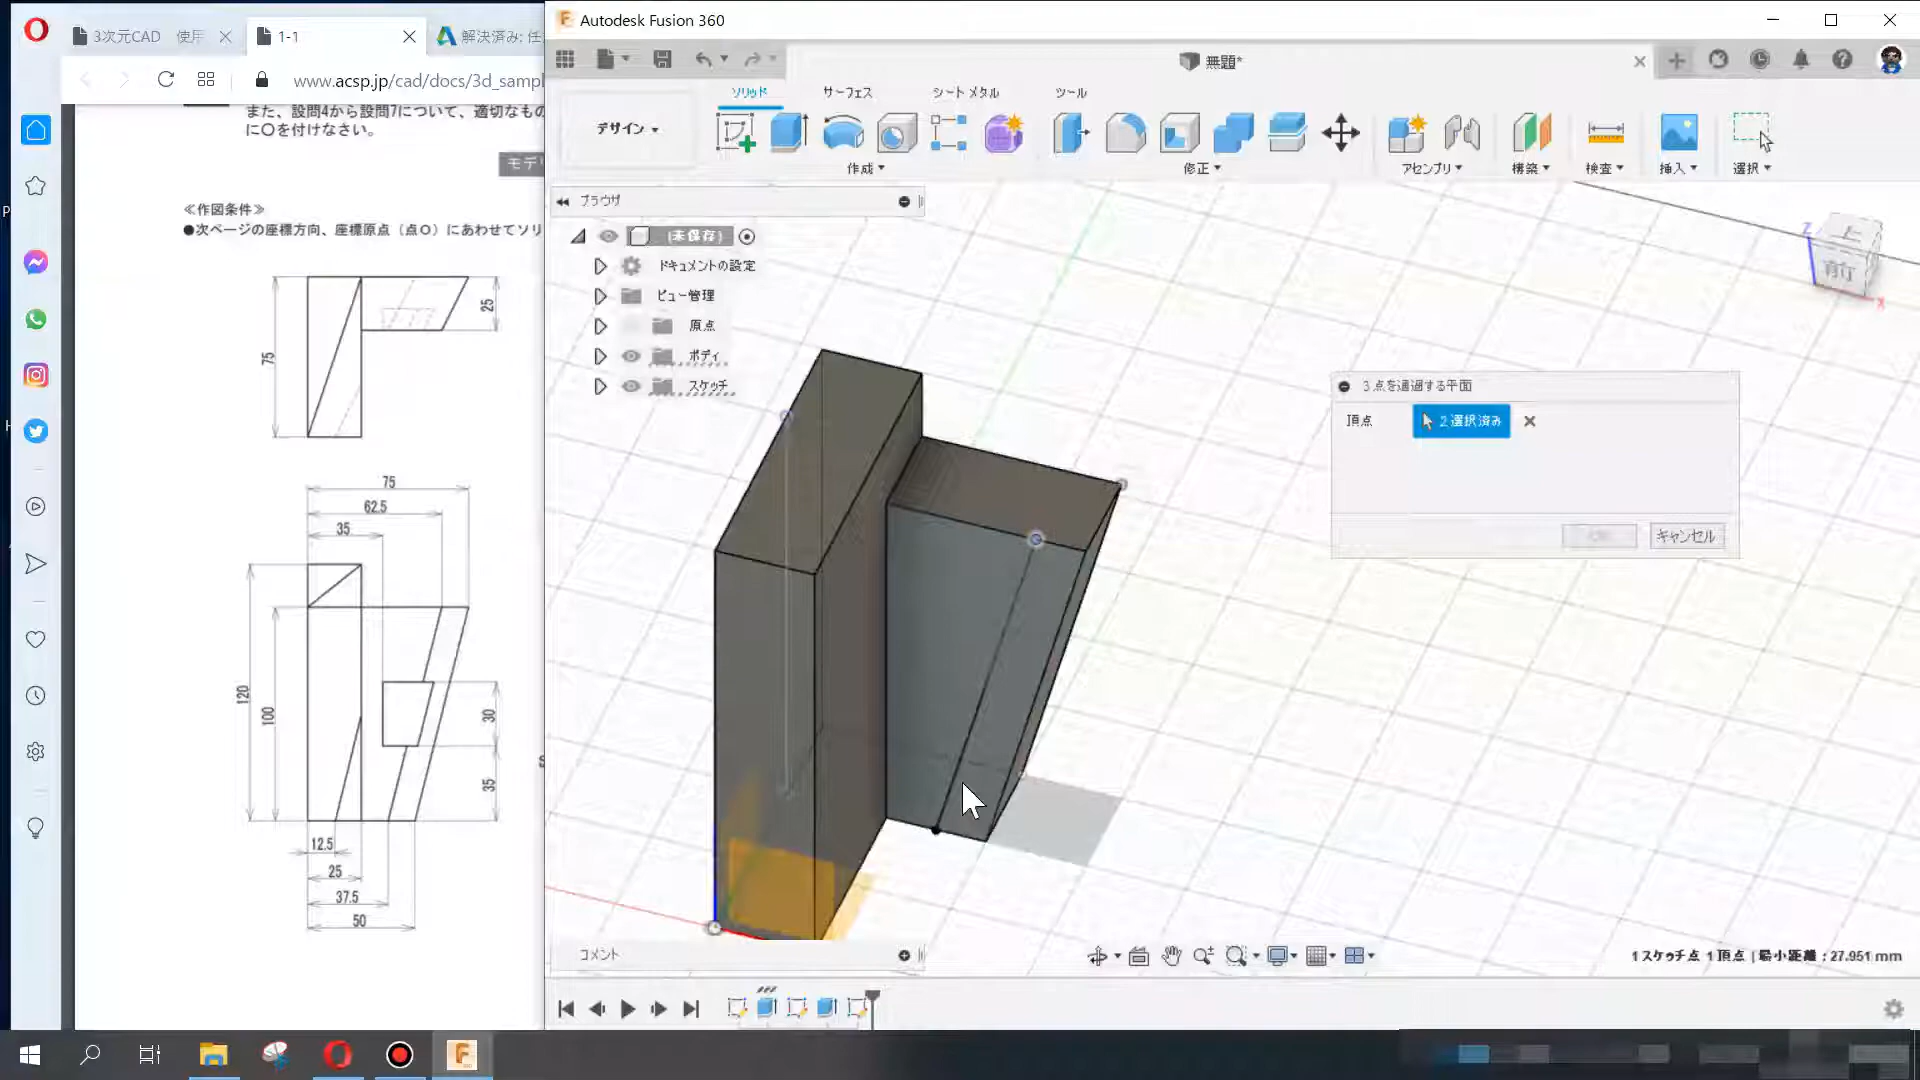 3次元CAD 使用
1-1
解決済み: 任
www.acsp.jp/cad/docs/3d_sampl
また、設問4から設問7について、適切なもの
に〇を付けなさい。
モデ
≪作図条件≫
●次ページの座標方向、座標原点（点O）にあわせてソリ
75
25
75
62.5
35
120
100
30
35
12.5
25
37.5
50
Autodesk Fusion 360
無題*
ソリッド
サーフェス
シート メタル
ツール
デザイン
作成
修正
アセンブリ
構築
検査
挿入
選択
ブラウザ
(未保存)
ドキュメントの設定
ビュー管理
原点
ボディ
スケッチ
上
前
Z
X
3 点を通過する平面
頂点
2 選択済み
OK
キャンセル
コメント
1 スケッチ点 1 頂点 | 最小距離 : 27.951 mm